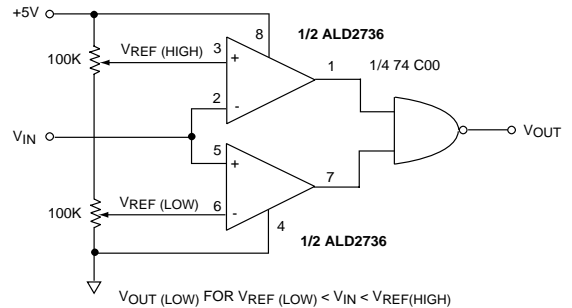 +5V
8
1/2 ALD2736
100K
VREF (HIGH)
3
+
1
1/4 74 C00
2
-
VIN
VOUT
5
+
7
100K
VREF (LOW)
6
-
4
1/2 ALD2736
VOUT (LOW) FOR VREF (LOW) < VIN < VREF(HIGH)